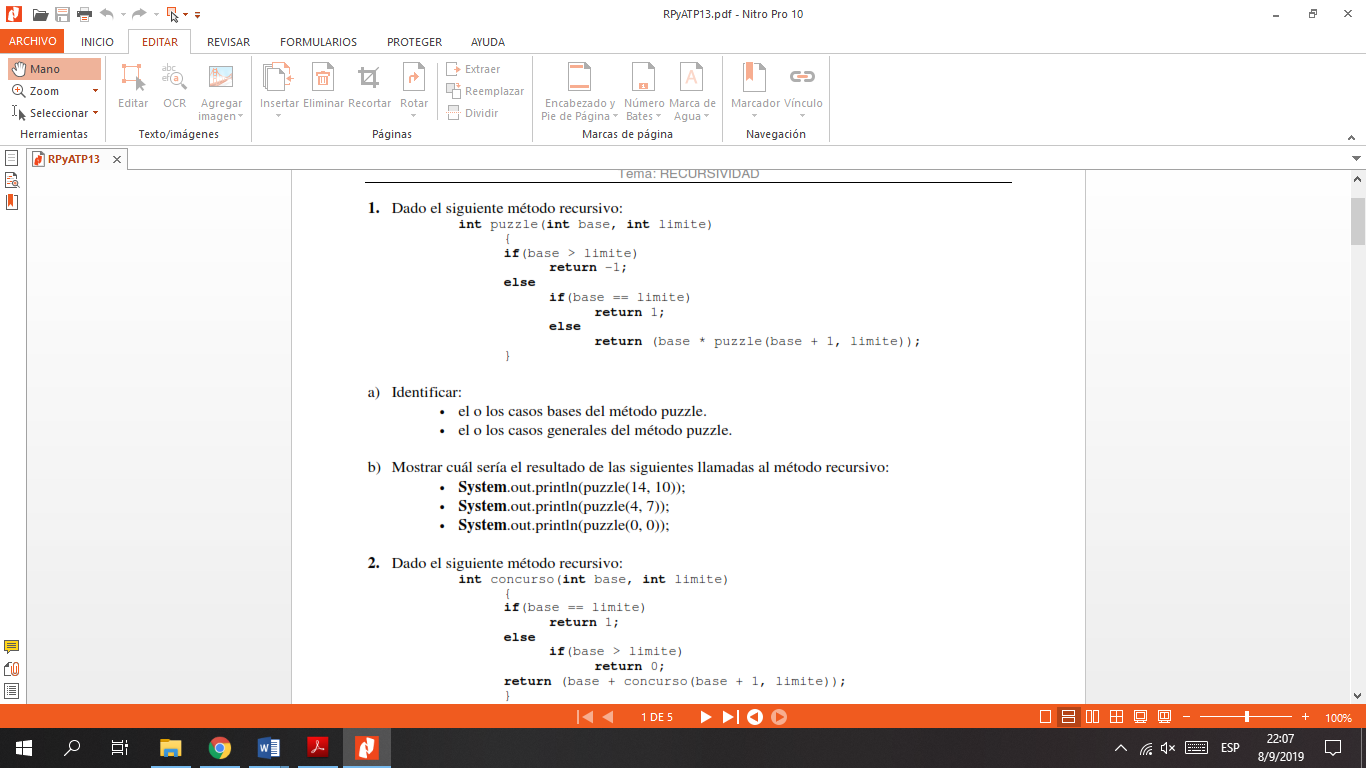 RPyATP13.pdf - Nitro Pro 10
ARCHIVO INICIO EDITAR REVISAR FORMULARIOS PROTEGER AYUDA
Mano
Zoom
Seleccionar
Herramientas
Editar
OCR
Agregar
imagen
Texto/imágenes
Insertar Eliminar Recortar Rotar
Extraer
Reemplazar
Dividir
Páginas
Encabezado y
Pie de Página
Número
Bates
Marca de
Agua
Marcas de página
Marcador Vínculo
Navegación
RPyATP13
Tema: RECURSIVIDAD
1. Dado el siguiente método recursivo:
int puzzle(int base, int limite)
{
if(base > limite)
return -1;
else
if(base == limite)
return 1;
else
return (base * puzzle(base + 1, limite));
}
a) Identificar:
• el o los casos bases del método puzzle.
• el o los casos generales del método puzzle.
b) Mostrar cuál sería el resultado de las siguientes llamadas al método recursivo:
• System.out.println(puzzle(14, 10));
• System.out.println(puzzle(4, 7));
• System.out.println(puzzle(0, 0));
2. Dado el siguiente método recursivo:
int concurso(int base, int limite)
{
if(base == limite)
return 1;
else
if(base > limite)
return 0;
return (base + concurso(base + 1, limite));
}
1 DE 5
100%
ESP
22:07
8/9/2019